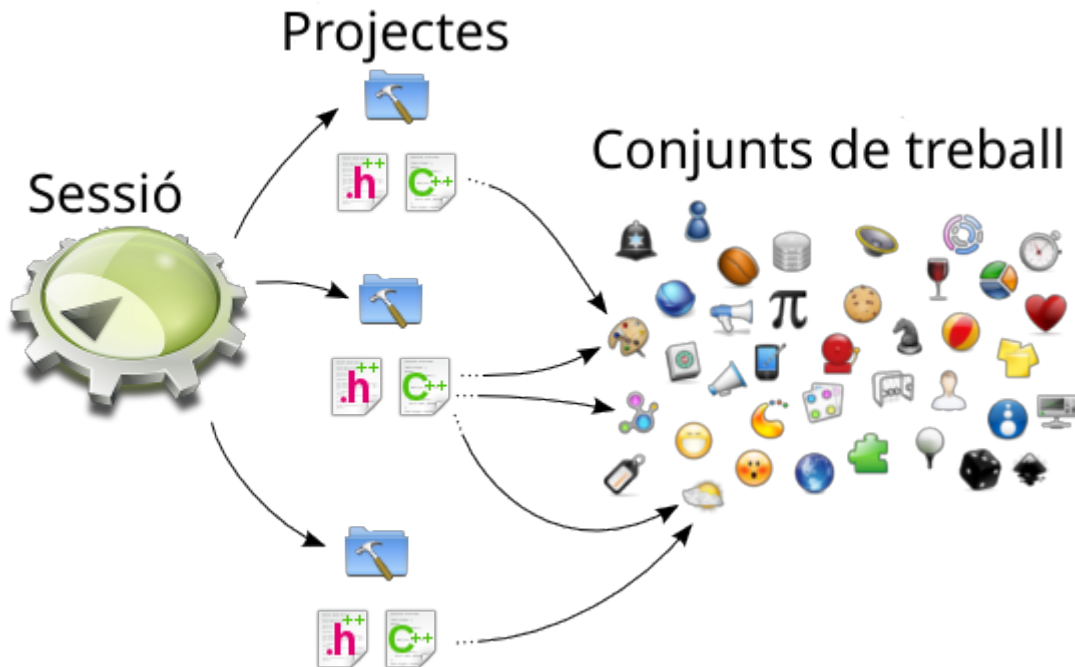 Projectes
Conjunts de treball
Sessió
.h++
C++
π
.h++
C++
.h++
C++